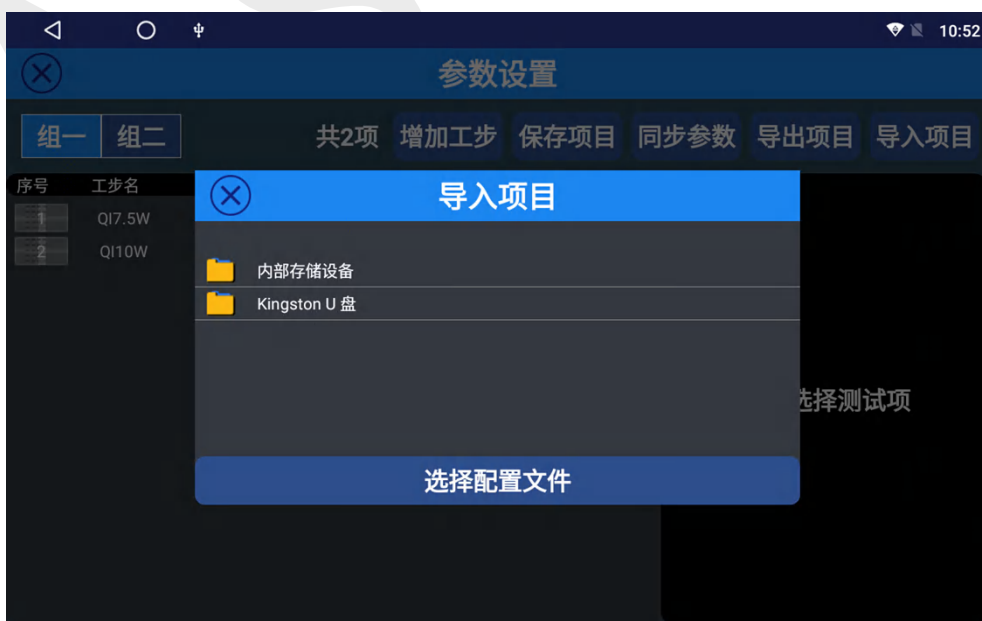 10:52
参数设置
组一 组二 共2项 增加工步 保存项目 同步参数 导出项目 导入项目
序号 工步名
1 QI7.5W
2 QI10W
导入项目
内部存储设备
Kingston U 盘
选择测试项
选择配置文件